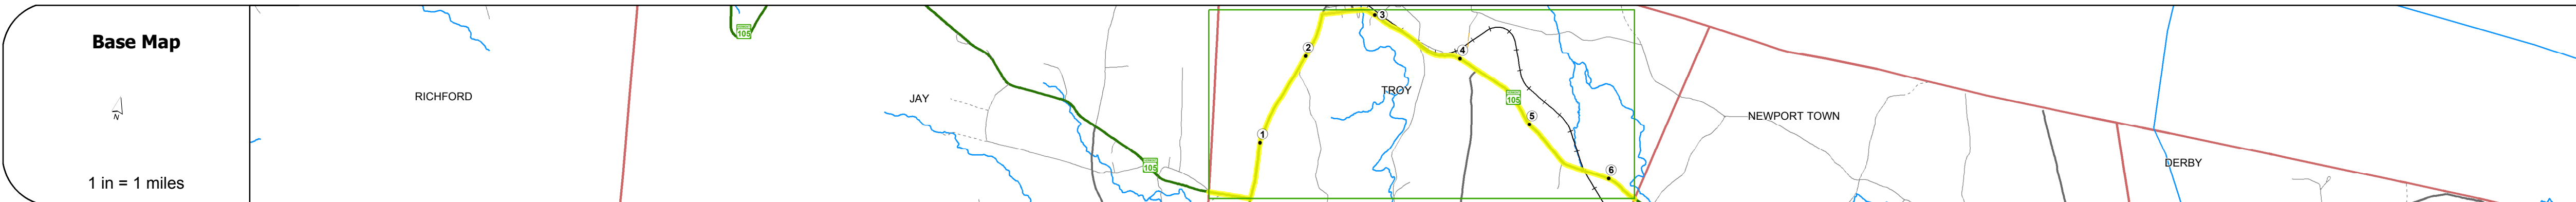 Base Map
N
1 in = 1 miles
RICHFORD
105
JAY
105
1
2
3
4
TROY
105
5
6
NEWPORT TOWN
DERBY